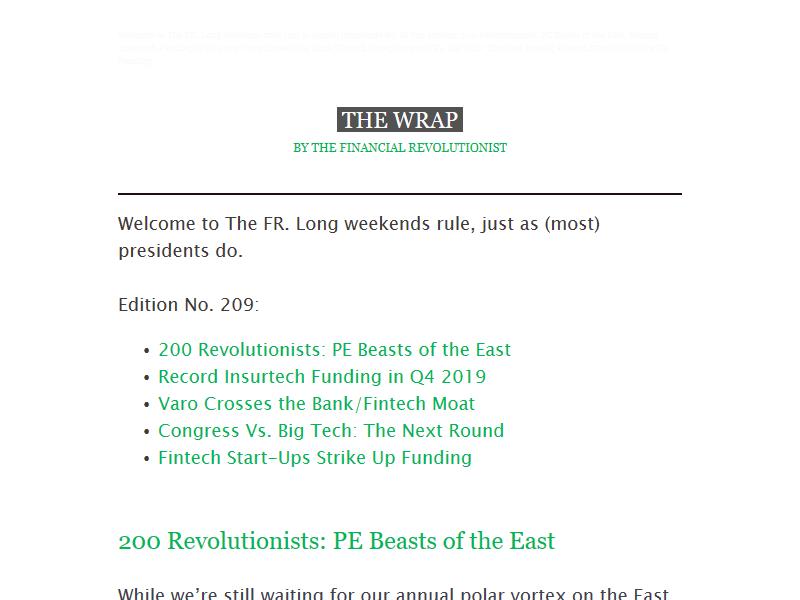 THE WRAP
BY THE FINANCIAL REVOLUTIONIST
Welcome to The FR. Long weekends rule, just as (most)
presidents do.
Edition No. 209:
• 200 Revolutionists: PE Beasts of the East
• Record Insurtech Funding in Q4 2019
• Varo Crosses the Bank/Fintech Moat
• Congress Vs. Big Tech: The Next Round
• Fintech Start-Ups Strike Up Funding
200 Revolutionists: PE Beasts of the East
While we’re still waiting for our annual polar vortex on the East